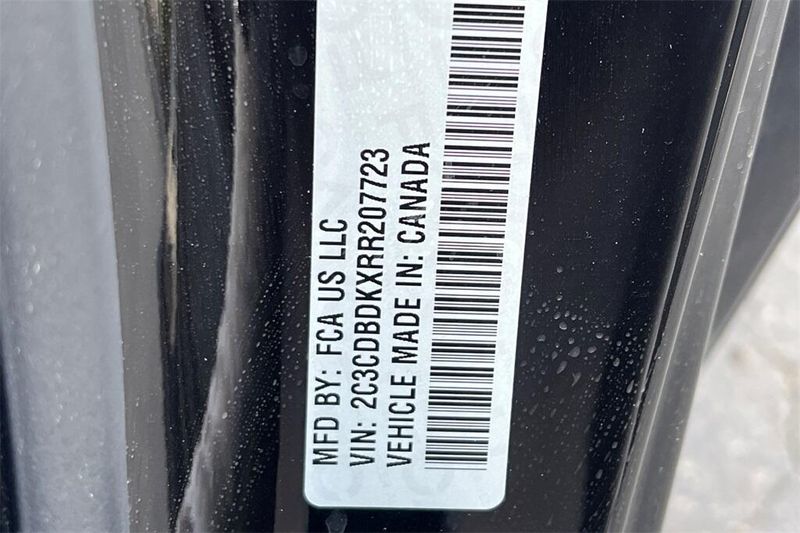 MFD BY: FCA US LLC
VIN: 2C3CDBDKXRR207723
VEHICLE MADE IN: CANADA